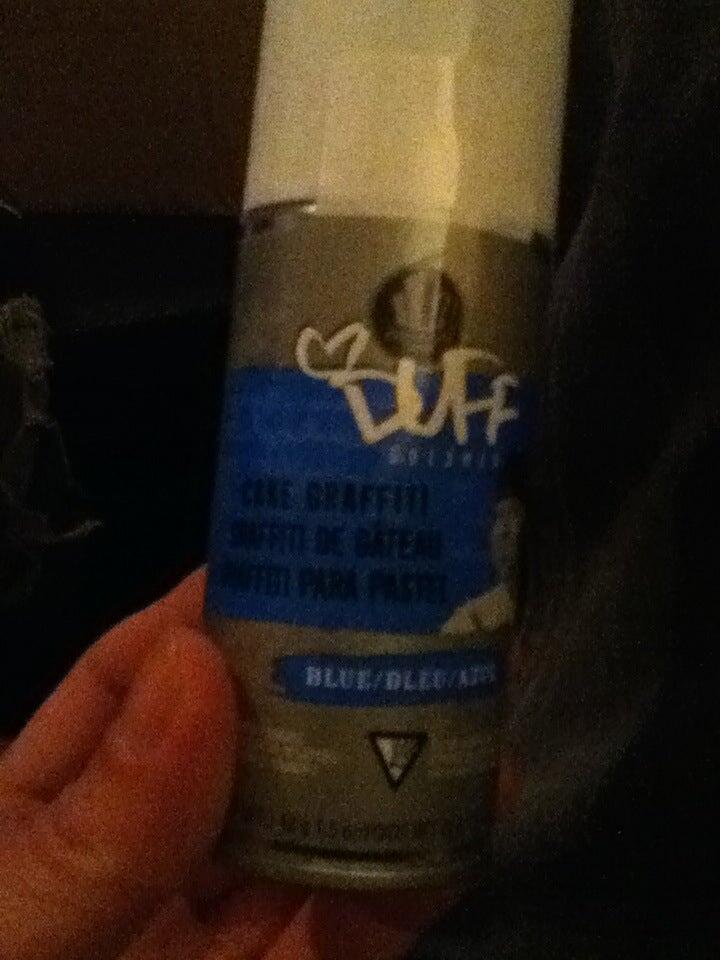 DUFF
CAKE GRAFFITI
GRAFFITI DE GÂTEAU
GRAFFITI PARA PASTEL
BLUE/BLEU/AZUL